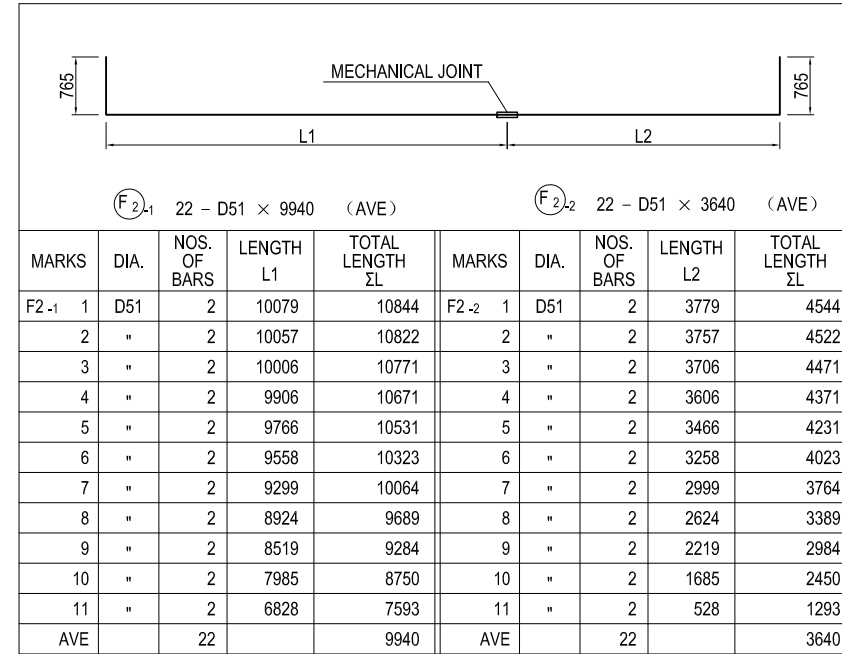 765
MECHANICAL JOINT
765
L1
L2
F 2 -1 22 – D51 × 9940 (AVE)
F 2 -2 22 – D51 × 3640 (AVE)
MARKS DIA. NOS. OF BARS LENGTH L1 TOTAL LENGTH ΣL MARKS DIA. NOS. OF BARS LENGTH L2 TOTAL LENGTH ΣL
F2 -1 1 D51 2 10079 10844 F2 -2 1 D51 2 3779 4544
2 " 2 10057 10822 2 " 2 3757 4522
3 " 2 10006 10771 3 " 2 3706 4471
4 " 2 9906 10671 4 " 2 3606 4371
5 " 2 9766 10531 5 " 2 3466 4231
6 " 2 9558 10323 6 " 2 3258 4023
7 " 2 9299 10064 7 " 2 2999 3764
8 " 2 8924 9689 8 " 2 2624 3389
9 " 2 8519 9284 9 " 2 2219 2984
10 " 2 7985 8750 10 " 2 1685 2450
11 " 2 6828 7593 11 " 2 528 1293
AVE 22 9940 AVE 22 3640